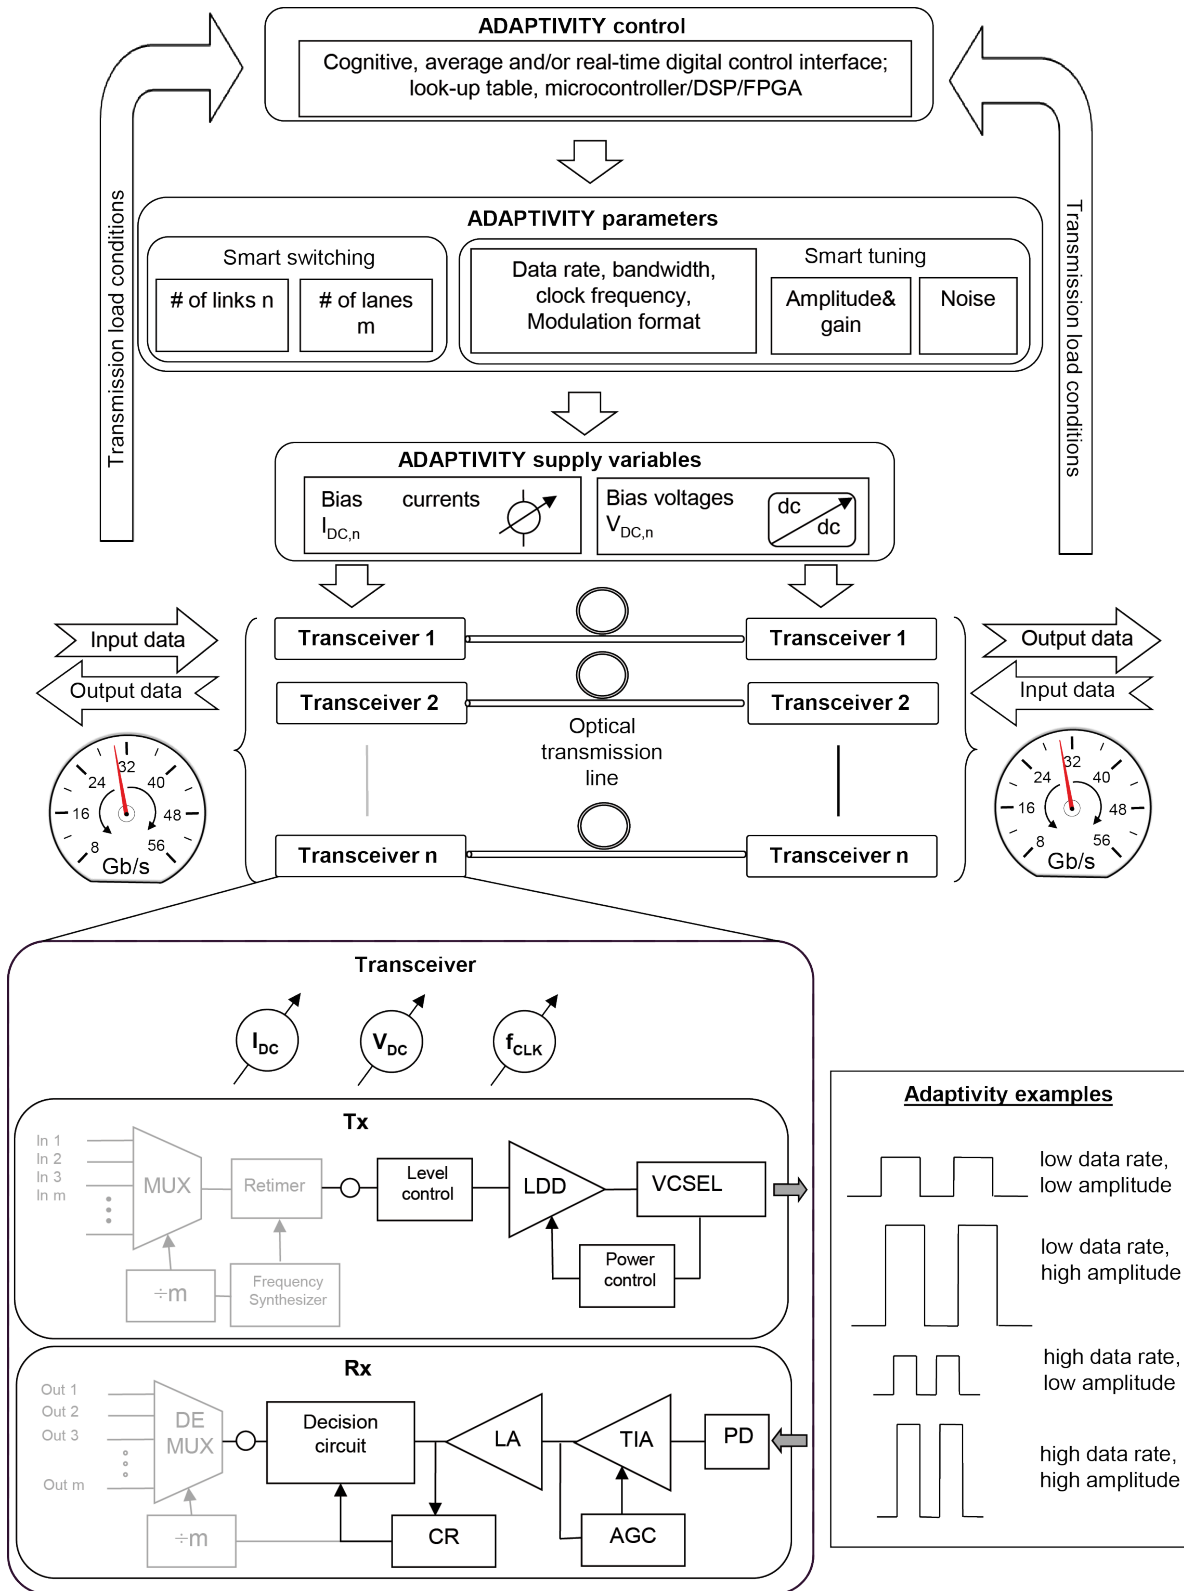 ADAPTIVITY control
Cognitive, average and/or real-time digital control interface;
look-up table, microcontroller/DSP/FPGA
Transmission load conditions
Transmission load conditions
ADAPTIVITY parameters
Smart switching
# of links n
# of lanes
m
Data rate, bandwidth,
clock frequency,
Modulation format
Smart tuning
Amplitude&
gain
Noise
ADAPTIVITY supply variables
Bias currents
I_DC,n
Bias voltages
V_DC,n
dc
dc
Input data
Output data
Transceiver 1
Transceiver 1
Output data
Input data
Transceiver 2
Transceiver 2
Optical
transmission
line
Transceiver n
Transceiver n
8
16
24
32
40
48
56
Gb/s
8
16
24
32
40
48
56
Gb/s
Transceiver
I_DC
V_DC
f_CLK
Tx
In 1
In 2
In 3
In m
MUX
Retimer
Level
control
LDD
VCSEL
Power
control
÷m
Frequency
Synthesizer
Rx
Out 1
Out 2
Out 3
Out m
DE
MUX
Decision
circuit
LA
TIA
PD
÷m
CR
AGC
Adaptivity examples
low data rate,
low amplitude
low data rate,
high amplitude
high data rate,
low amplitude
high data rate,
high amplitude